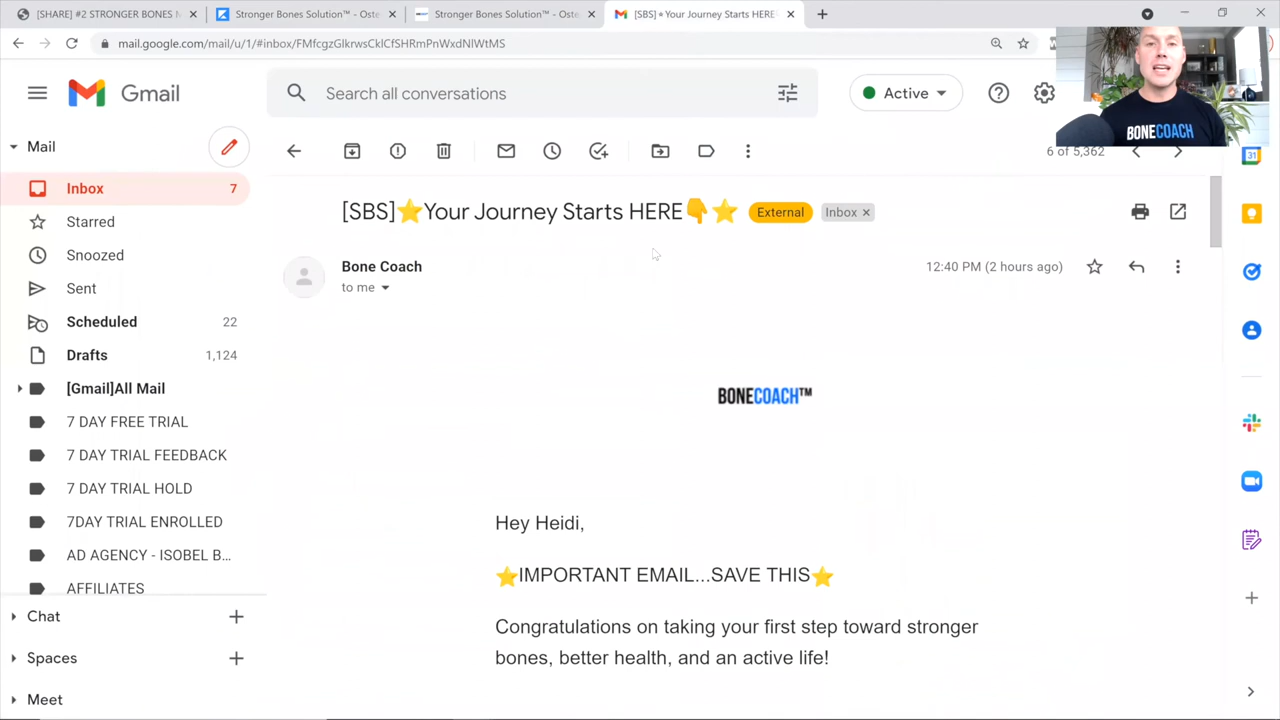 [SHARE] #2 STRONGER BONES
Stronger Bones Solution™ - Oste
Stronger Bones Solution™ - Oste
[SBS]⭐Your Journey Starts HERE
mail.google.com/mail/u/1/#inbox/FMfcgzGlkwsCklCfSHRmPnWxdNlWtMS
Gmail
Search all conversations
Active
BONECOACH
Mail
6 of 5,362
31
Inbox 7
[SBS]⭐Your Journey Starts HERE👇⭐
External
Inbox ×
Starred
Snoozed
Bone Coach
12:40 PM (2 hours ago)
to me
Sent
Scheduled 22
Drafts 1,124
[Gmail]All Mail
BONECOACH™
7 DAY FREE TRIAL
7 DAY TRIAL FEEDBACK
7 DAY TRIAL HOLD
7DAY TRIAL ENROLLED
Hey Heidi,
AD AGENCY - ISOBEL B...
⭐IMPORTANT EMAIL...SAVE THIS⭐
AFFILIATES
Chat
Congratulations on taking your first step toward stronger
bones, better health, and an active life!
Spaces
Meet